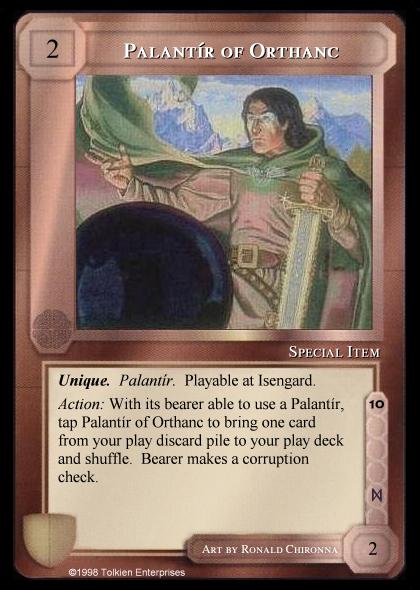 2
PALANTÍR OF ORTHANC
SPECIAL ITEM
Unique. Palantír. Playable at Isengard.
Action: With its bearer able to use a Palantír,
tap Palantír of Orthanc to bring one card
from your play discard pile to your play deck
and shuffle. Bearer makes a corruption
check.
10
ᛞ
ART BY RONALD CHIRONNA
2
©1998 Tolkien Enterprises